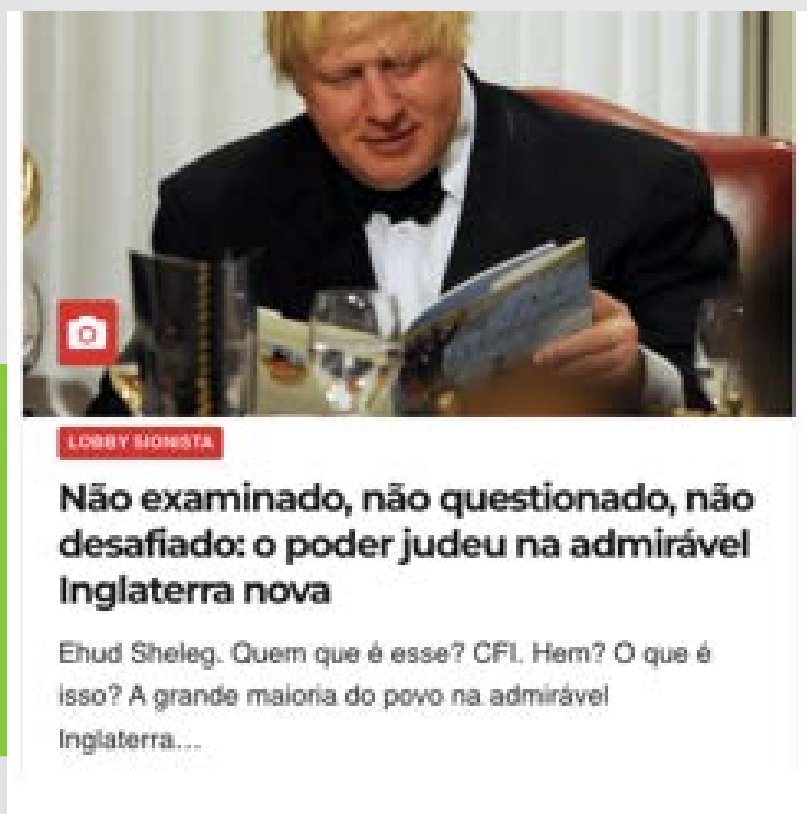 LOBBY SIONISTA
Não examinado, não questionado, não
desafiado: o poder judeu na admirável
Inglaterra nova
Ehud Sheleg. Quem que é esse? CFI. Hem? O que é
isso? A grande maioria do povo na admirável
Inglaterra...